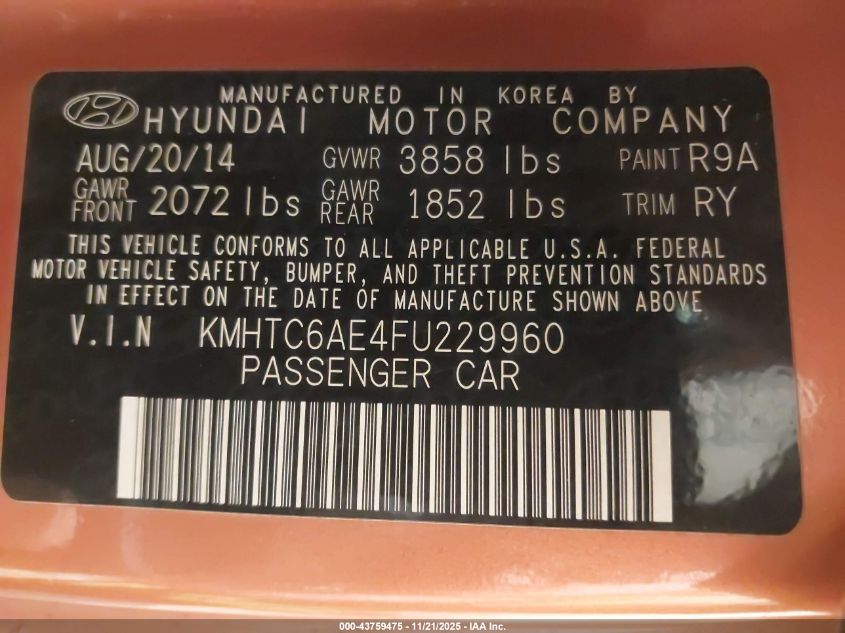 MANUFACTURED IN KOREA BY
HYUNDAI MOTOR COMPANY
AUG/20/14 GVWR 3858 lbs PAINT R9A
GAWR FRONT 2072 lbs GAWR REAR 1852 lbs TRIM RY
THIS VEHICLE CONFORMS TO ALL APPLICABLE U.S.A. FEDERAL
MOTOR VEHICLE SAFETY, BUMPER, AND THEFT PREVENTION STANDARDS
IN EFFECT ON THE DATE OF MANUFACTURE SHOWN ABOVE
V.I.N KMHTC6AE4FU229960
PASSENGER CAR
000-43759475 - 11/21/2025 - IAA Inc.